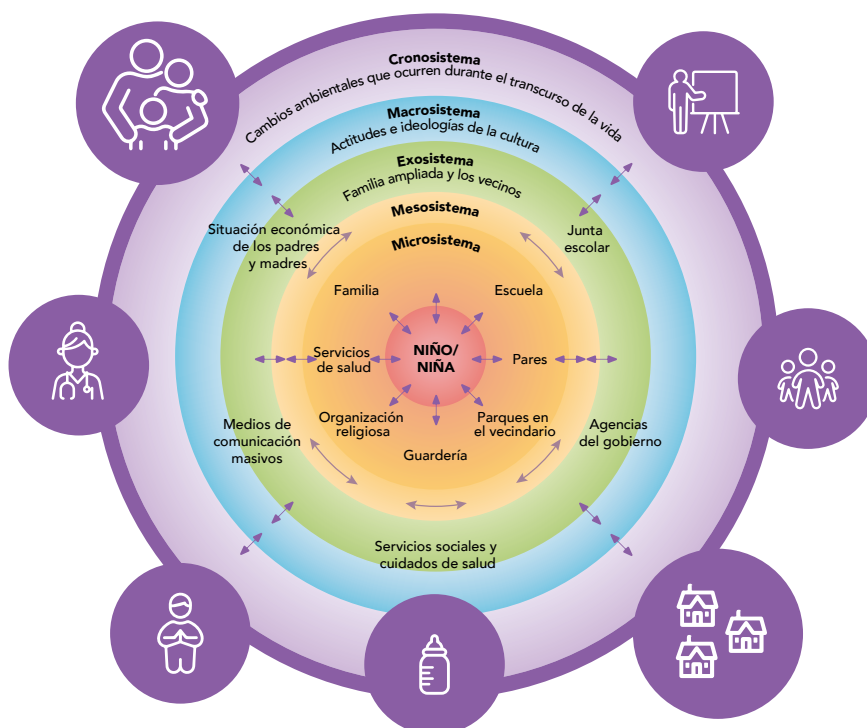 Cronosistema
Cambios ambientales que ocurren durante el transcurso de la vida
Macrosistema
Actitudes e ideologías de la cultura
Exosistema
Familia ampliada y los vecinos
Mesosistema
Microsistema
Situación económica
de los padres
y madres
Junta
escolar
Familia
Escuela
Servicios
de salud
NIÑO/
NIÑA
Pares
Organización
religiosa
Parques en
el vecindario
Guardería
Medios de
comunicación
masivos
Agencias
del gobierno
Servicios sociales y
cuidados de salud